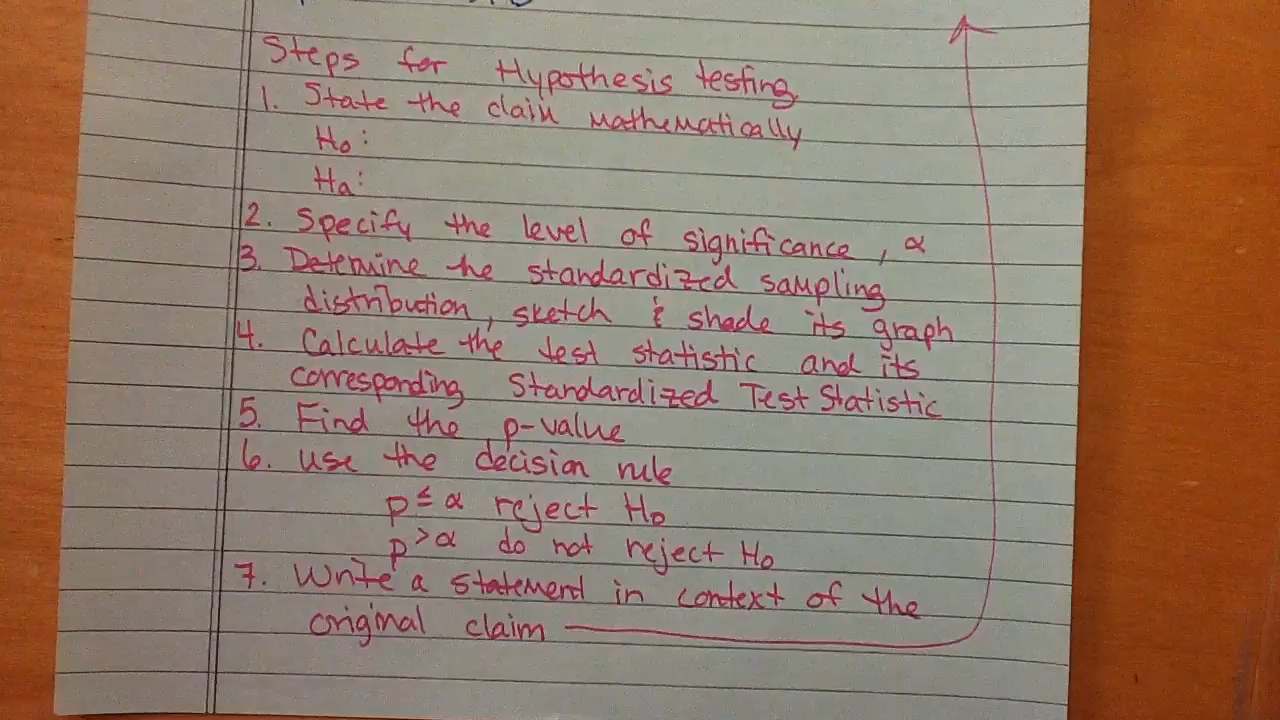 Steps for Hypothesis testing
1. State the claim mathematically
Ho:
Ha:
2. Specify the level of significance, α
3. Determine the standardized sampling
distribution, sketch & shade its graph
4. Calculate the test statistic and its
corresponding Standardized Test Statistic
5. Find the p-value
6. use the decision rule
p ≤ α reject Ho
p > α do not reject Ho
7. Write a statement in context of the
original claim